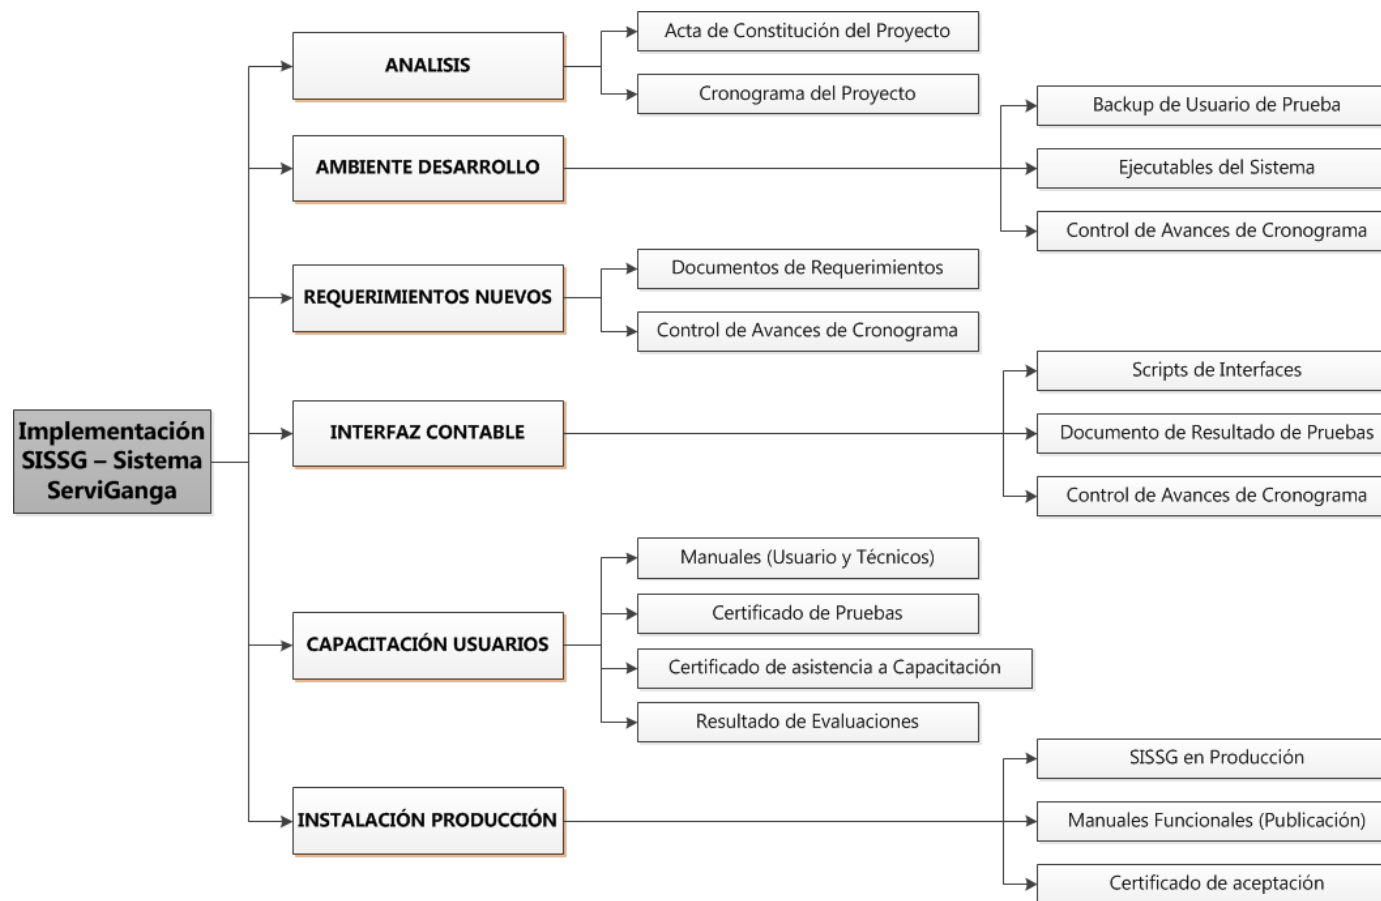 Implementación
SISSG – Sistema
ServiGanga
ANALISIS
Acta de Constitución del Proyecto
Cronograma del Proyecto
AMBIENTE DESARROLLO
Backup de Usuario de Prueba
Ejecutables del Sistema
Control de Avances de Cronograma
REQUERIMIENTOS NUEVOS
Documentos de Requerimientos
Control de Avances de Cronograma
INTERFAZ CONTABLE
Scripts de Interfaces
Documento de Resultado de Pruebas
Control de Avances de Cronograma
CAPACITACIÓN USUARIOS
Manuales (Usuario y Técnicos)
Certificado de Pruebas
Certificado de asistencia a Capacitación
Resultado de Evaluaciones
INSTALACIÓN PRODUCCIÓN
SISSG en Producción
Manuales Funcionales (Publicación)
Certificado de aceptación